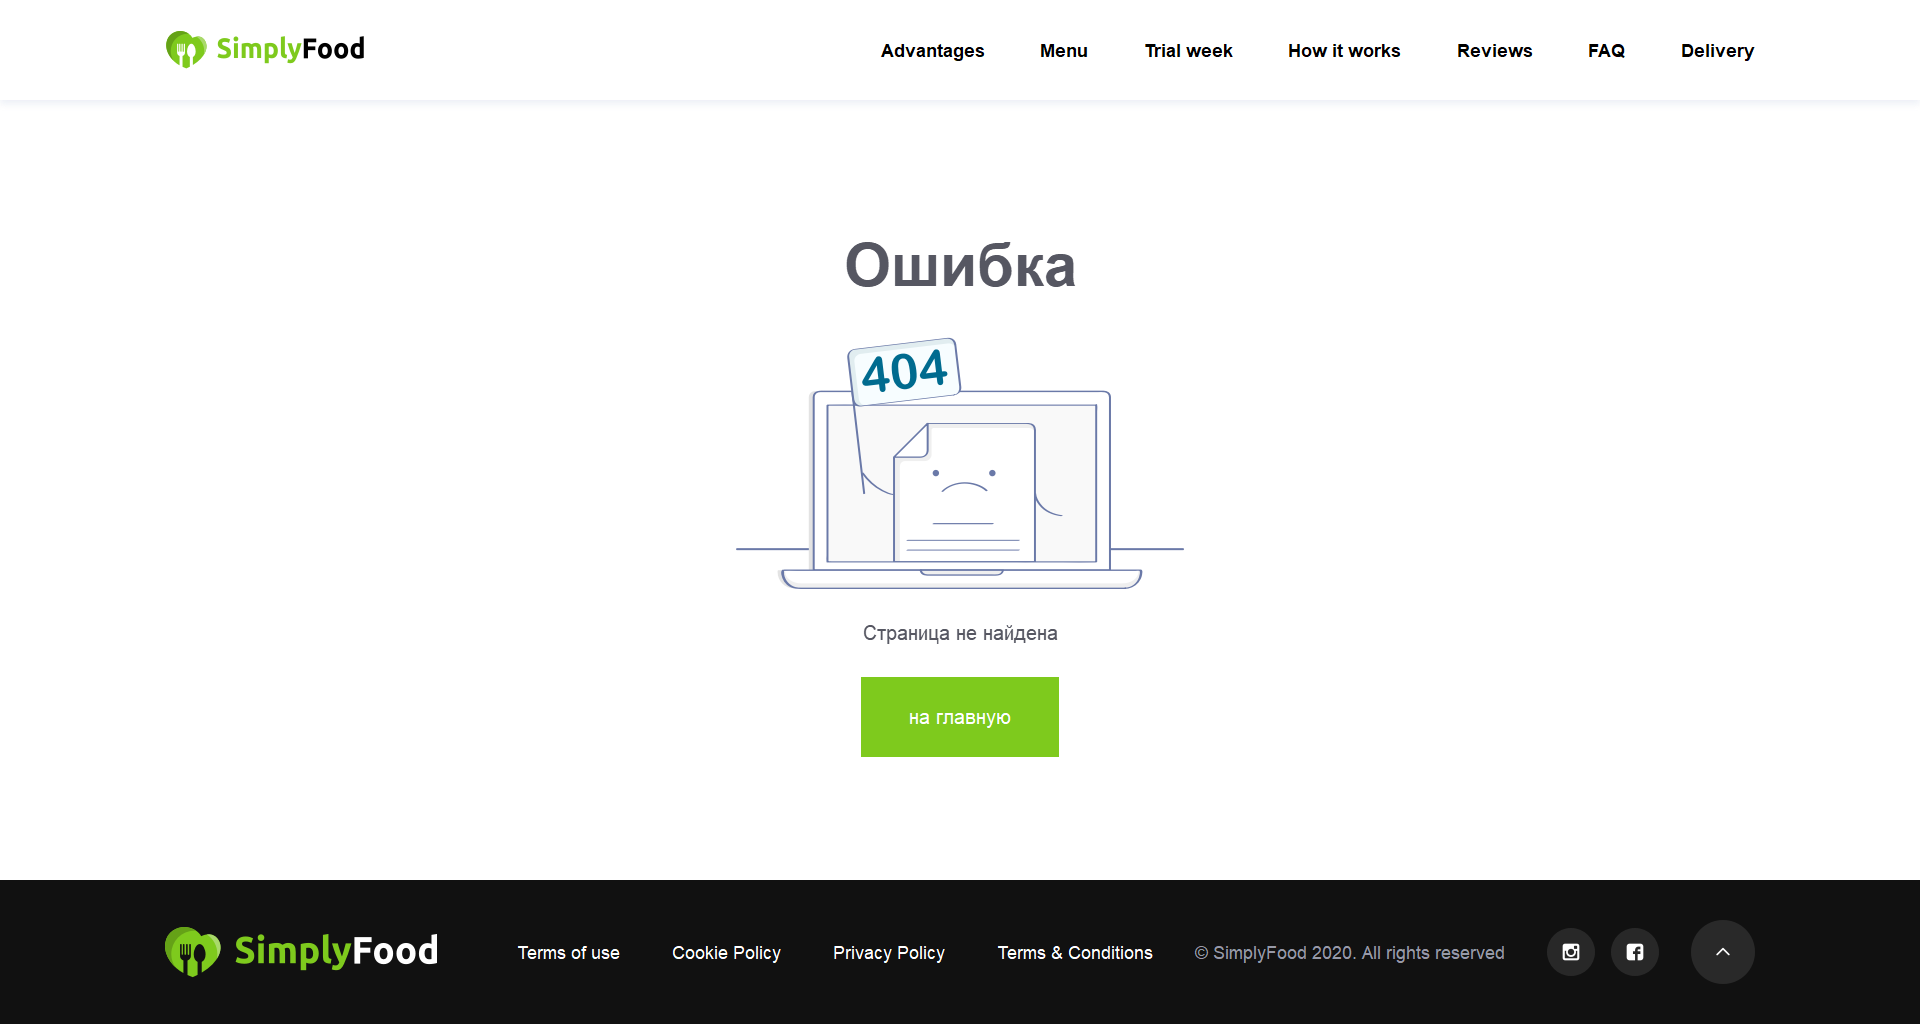 SimplyFood
Advantages Menu Trial week How it works Reviews FAQ Delivery
Ошибка
404
Страница не найдена
на главную
SimplyFood Terms of use Cookie Policy Privacy Policy Terms & Conditions © SimplyFood 2020. All rights reserved